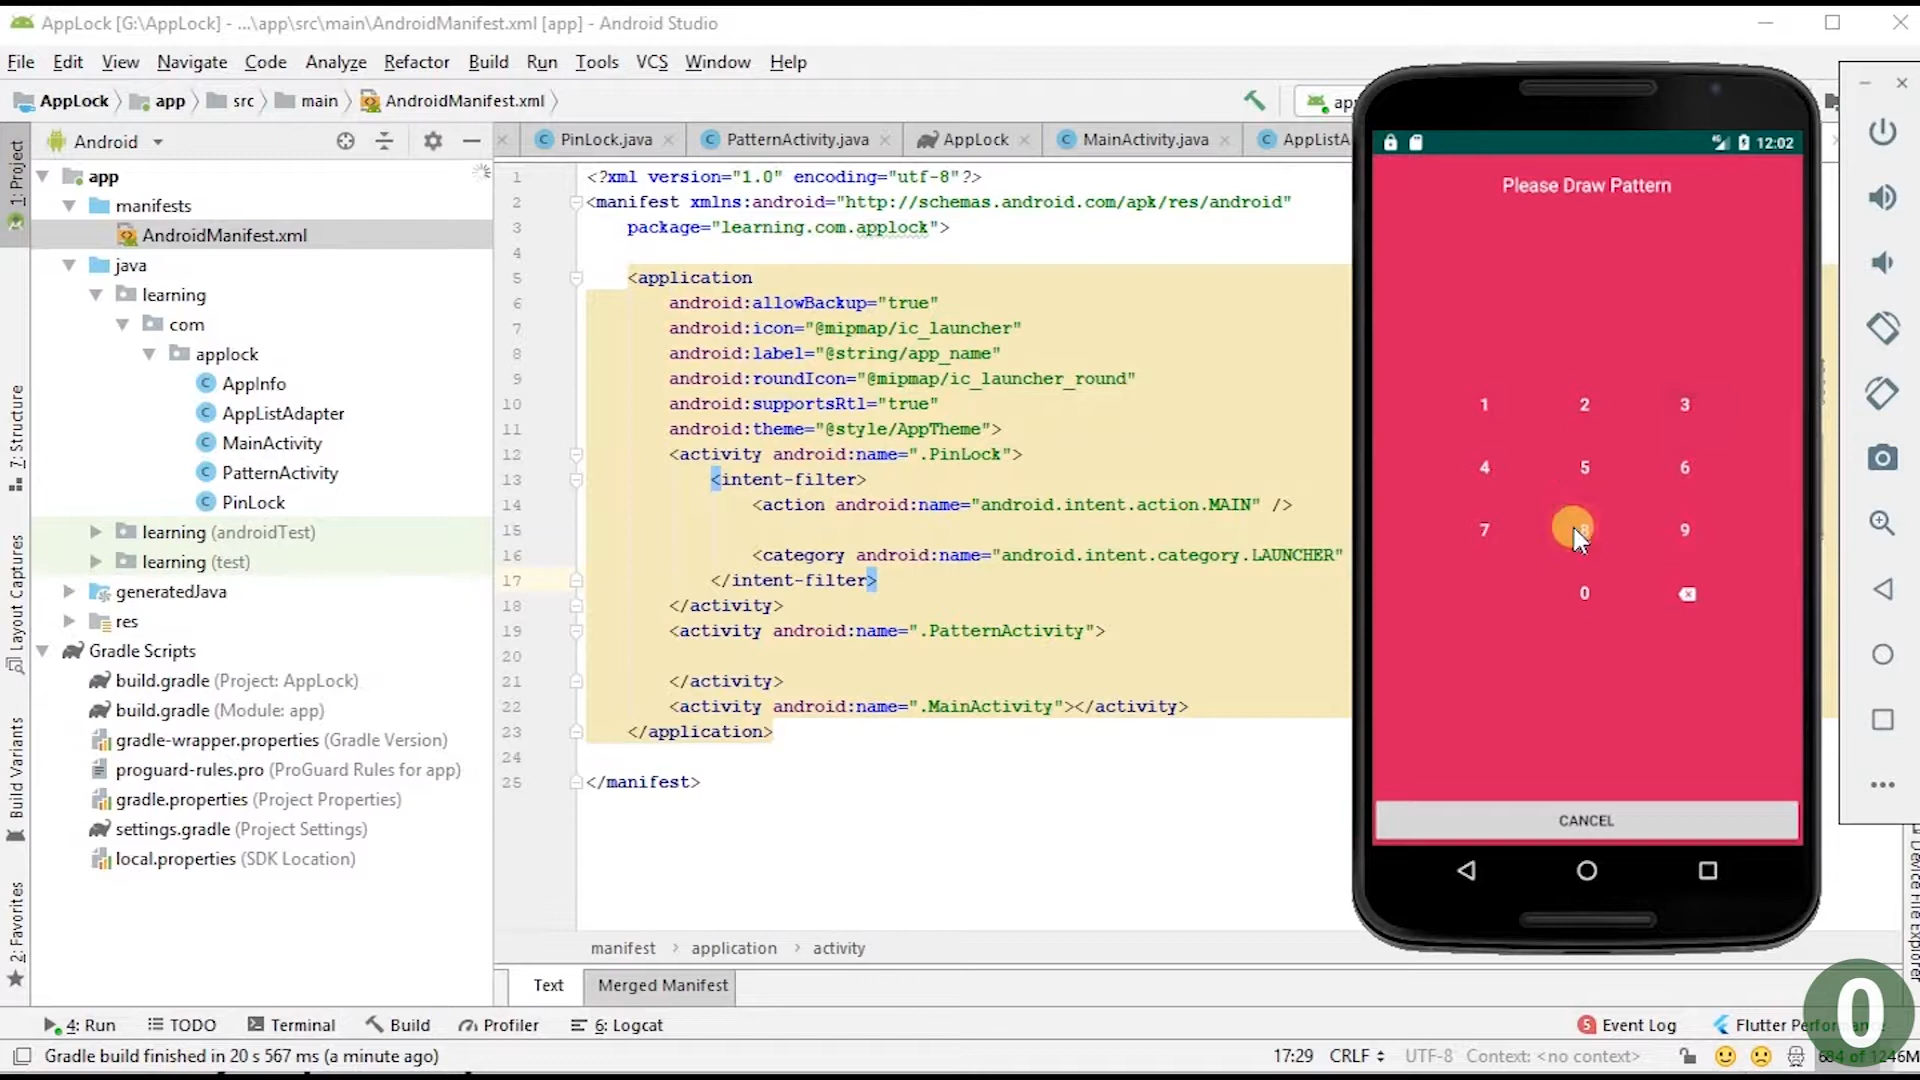 AppLock [G:\AppLock] - ...\app\src\main\AndroidManifest.xml [app] - Android Studio
File Edit View Navigate Code Analyze Refactor Build Run Tools VCS Window Help
AppLock app src main AndroidManifest.xml
Android
PinLock.java PatternActivity.java AppLock MainActivity.java
1: Project
7: Structure
Layout Captures
Build Variants
2: Favorites
app
manifests
AndroidManifest.xml
java
learning
com
applock
AppInfo
AppListAdapter
MainActivity
PatternActivity
PinLock
learning (androidTest)
learning (test)
generatedJava
res
Gradle Scripts
build.gradle (Project: AppLock)
build.gradle (Module: app)
gradle-wrapper.properties (Gradle Version)
proguard-rules.pro (ProGuard Rules for app)
gradle.properties (Project Properties)
settings.gradle (Project Settings)
local.properties (SDK Location)
1 <?xml version="1.0" encoding="utf-8"?>
2 <manifest xmlns:android="http://schemas.android.com/apk/res/android"
3 package="learning.com.applock">
4
5 <application
6 android:allowBackup="true"
7 android:icon="@mipmap/ic_launcher"
8 android:label="@string/app_name"
9 android:roundIcon="@mipmap/ic_launcher_round"
10 android:supportsRtl="true"
11 android:theme="@style/AppTheme">
12 <activity android:name=".PinLock">
13 <intent-filter>
14 <action android:name="android.intent.action.MAIN" />
15
16 <category android:name="android.intent.category.LAUNCHER"
17 </intent-filter>
18 </activity>
19 <activity android:name=".PatternActivity">
20
21 </activity>
22 <activity android:name=".MainActivity"></activity>
23 </application>
24
25 </manifest>
manifest > application > activity
Text Merged Manifest
12:02
Please Draw Pattern
1 2 3
4 5 6
7 8 9
0
CANCEL
Device File Explorer
4: Run TODO Terminal Build Profiler 6: Logcat
5 Event Log Flutter
Gradle build finished in 20 s 567 ms (a minute ago)
17:29 CRLF UTF-8 Context: <no context> 684 of 1246M
0